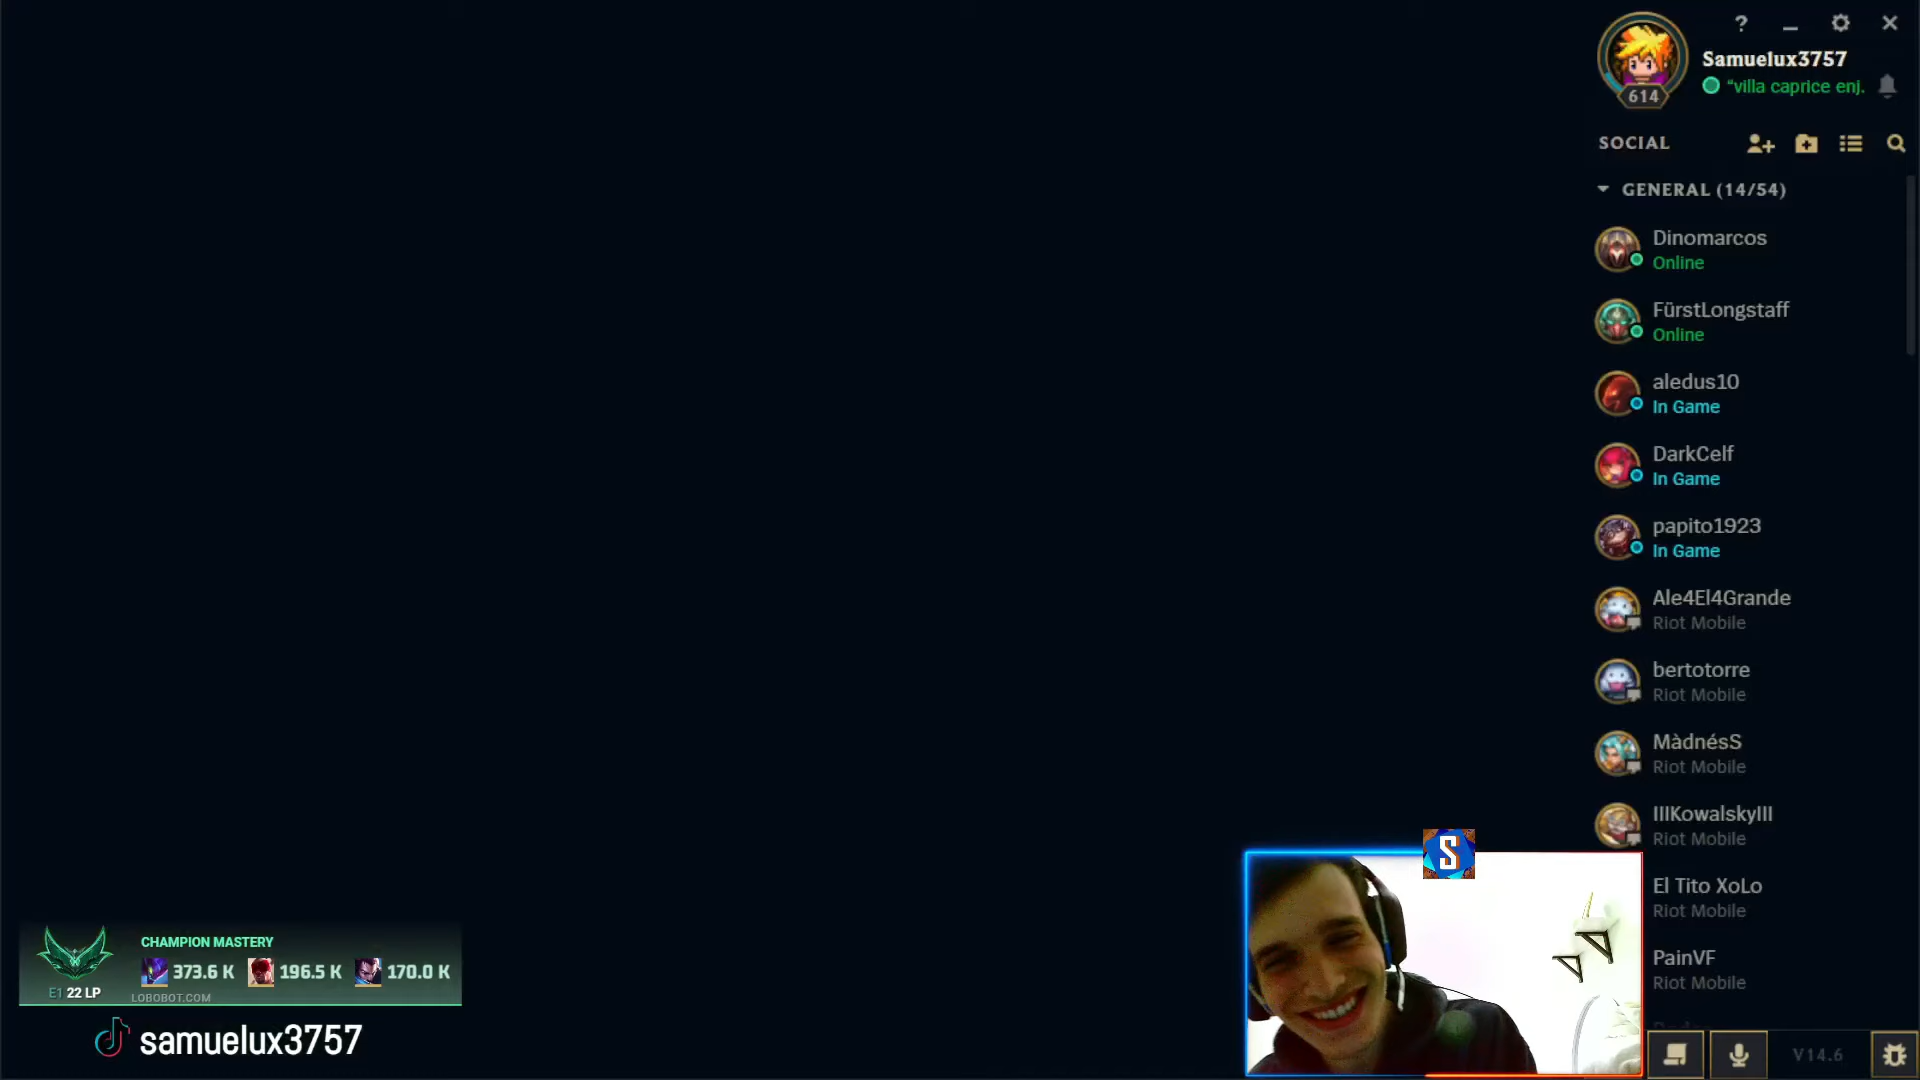 Samuelux3757
614
"villa caprice enj.
SOCIAL
GENERAL (14/54)
Dinomarcos
Online
FürstLongstaff
Online
aledus10
In Game
DarkCelf
In Game
papito1923
In Game
Ale4El4Grande
Riot Mobile
bertotorre
Riot Mobile
MàdnésS
Riot Mobile
IIIKowalskyIII
Riot Mobile
El Tito XoLo
Riot Mobile
PainVF
Riot Mobile
V14.6
S
CHAMPION MASTERY
373.6 K 196.5 K 170.0 K
E1 22 LP
LOBOBOT.COM
samuelux3757